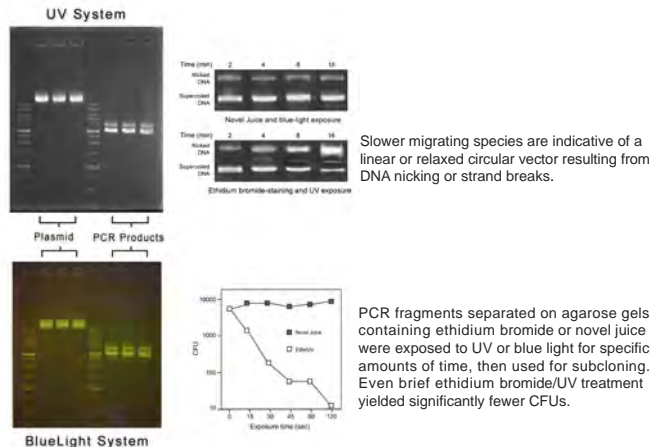 UV System
Time (min) 2 4 8 16
Nicked
DNA
Supercoiled
DNA
Novel Juice and blue-light exposure
Time (min) 2 4 8 16
Nicked
DNA
Supercoiled
DNA
Ethidium bromide-staining and UV exposure
Slower migrating species are indicative of a
linear or relaxed circular vector resulting from
DNA nicking or strand breaks.
Plasmid PCR Products
10000
1000
100
10
CFU
Novel Juice
0 15 30 45 60 120
Exposure time (sec)
PCR fragments separated on agarose gels
containing ethidium bromide or novel juice
were exposed to UV or blue light for specific
amounts of time, then used for subcloning.
Even brief ethidium bromide/UV treatment
yielded significantly fewer CFUs.
BlueLight System